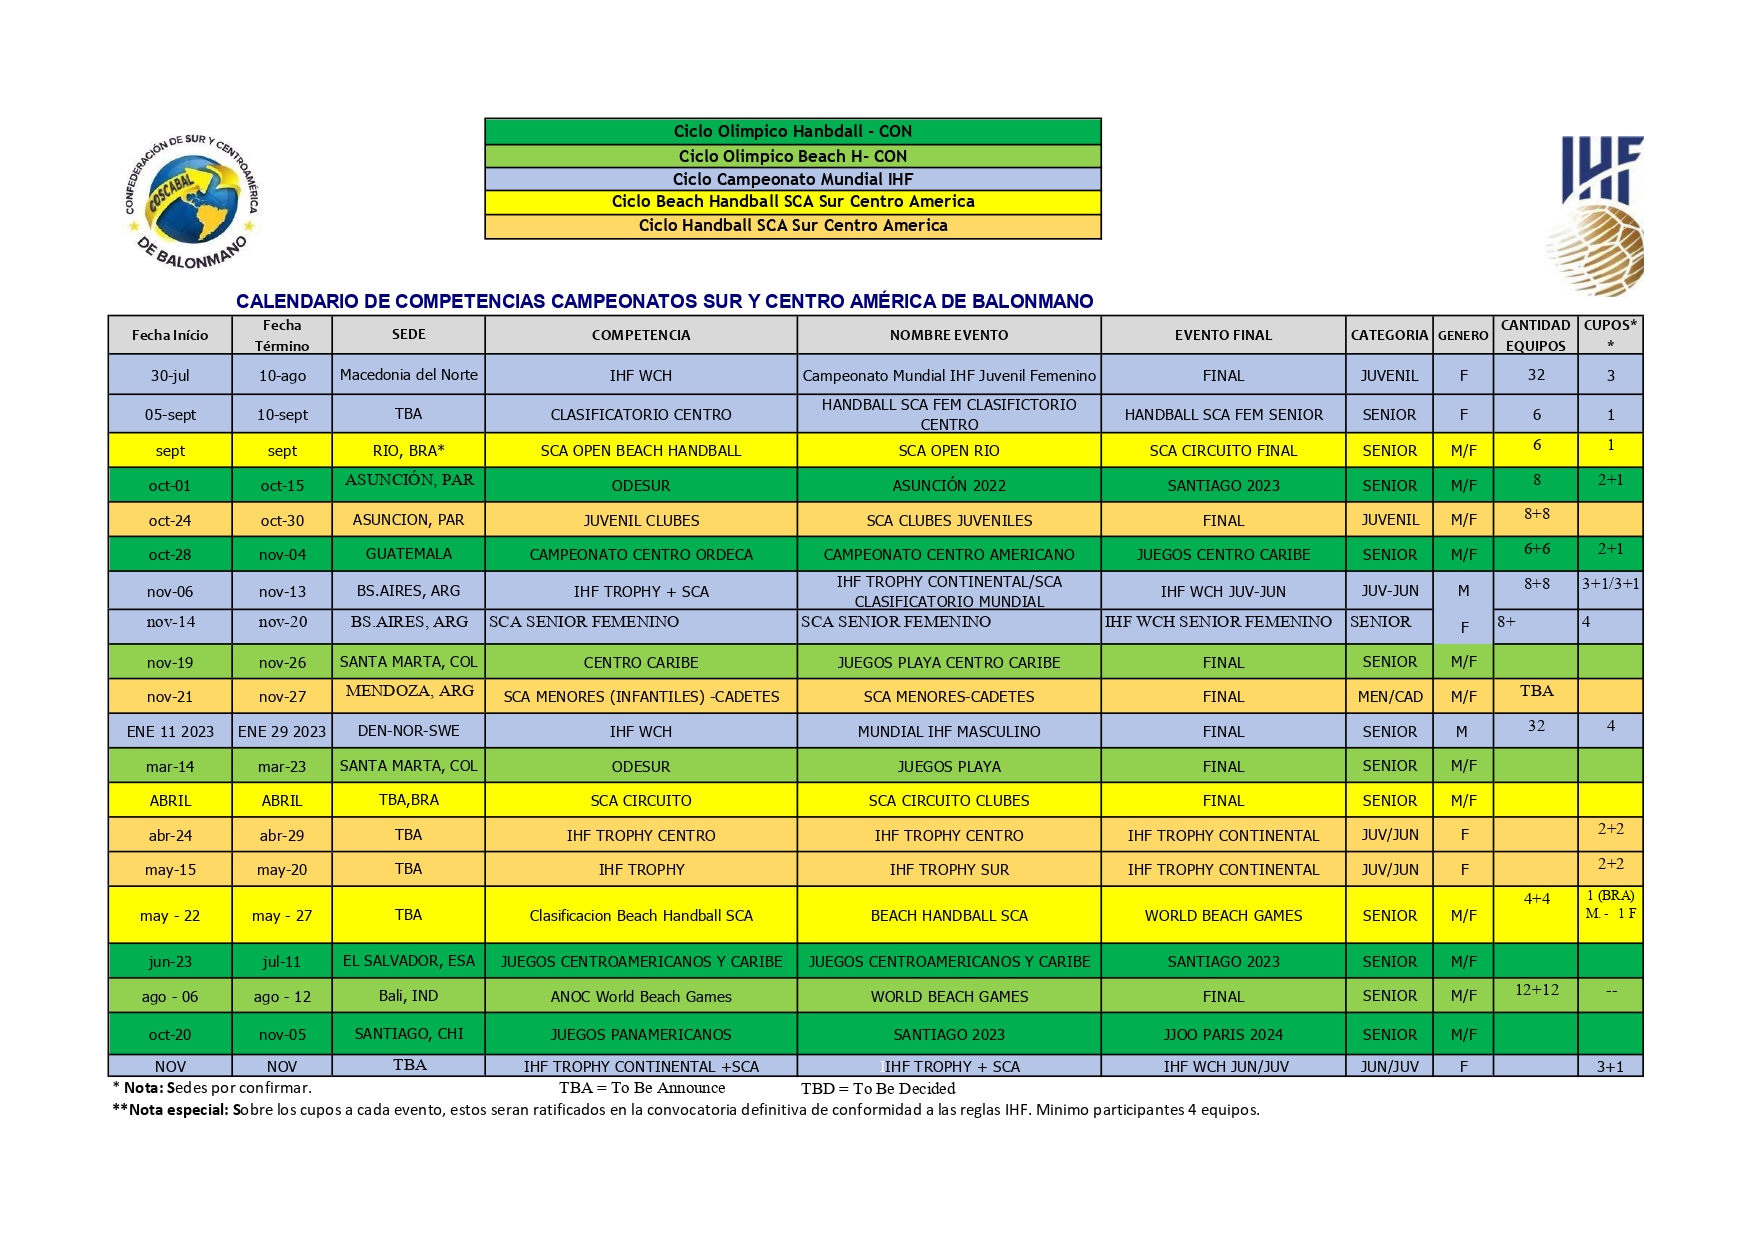 CONFEDERACIÓN DE SUR Y CENTROAMÉRICA
COSCABAL
DE BALONMANO
Ciclo Olimpico Hanbdall - CON
Ciclo Olimpico Beach H- CON
Ciclo Campeonato Mundial IHF
Ciclo Beach Handball SCA Sur Centro America
Ciclo Handball SCA Sur Centro America
IHF
CALENDARIO DE COMPETENCIAS CAMPEONATOS SUR Y CENTRO AMÉRICA DE BALONMANO
Fecha Início Fecha Término SEDE COMPETENCIA NOMBRE EVENTO EVENTO FINAL CATEGORIA GENERO CANTIDAD EQUIPOS CUPOS* *
30-jul 10-ago Macedonia del Norte IHF WCH Campeonato Mundial IHF Juvenil Femenino FINAL JUVENIL F 32 3
05-sept 10-sept TBA CLASIFICATORIO CENTRO HANDBALL SCA FEM CLASIFICTORIO CENTRO HANDBALL SCA FEM SENIOR SENIOR F 6 1
sept sept RIO, BRA* SCA OPEN BEACH HANDBALL SCA OPEN RIO SCA CIRCUITO FINAL SENIOR M/F 6 1
oct-01 oct-15 ASUNCIÓN, PAR ODESUR ASUNCIÓN 2022 SANTIAGO 2023 SENIOR M/F 8 2+1
oct-24 oct-30 ASUNCION, PAR JUVENIL CLUBES SCA CLUBES JUVENILES FINAL JUVENIL M/F 8+8
oct-28 nov-04 GUATEMALA CAMPEONATO CENTRO ORDECA CAMPEONATO CENTRO AMERICANO JUEGOS CENTRO CARIBE SENIOR M/F 6+6 2+1
nov-06 nov-13 BS.AIRES, ARG IHF TROPHY + SCA IHF TROPHY CONTINENTAL/SCA CLASIFICATORIO MUNDIAL IHF WCH JUV-JUN JUV-JUN M 8+8 3+1/3+1
nov-14 nov-20 BS.AIRES, ARG SCA SENIOR FEMENINO SCA SENIOR FEMENINO IHF WCH SENIOR FEMENINO SENIOR F 8+ 4
nov-19 nov-26 SANTA MARTA, COL CENTRO CARIBE JUEGOS PLAYA CENTRO CARIBE FINAL SENIOR M/F
nov-21 nov-27 MENDOZA, ARG SCA MENORES (INFANTILES) -CADETES SCA MENORES-CADETES FINAL MEN/CAD M/F TBA
ENE 11 2023 ENE 29 2023 DEN-NOR-SWE IHF WCH MUNDIAL IHF MASCULINO FINAL SENIOR M 32 4
mar-14 mar-23 SANTA MARTA, COL ODESUR JUEGOS PLAYA FINAL SENIOR M/F
ABRIL ABRIL TBA,BRA SCA CIRCUITO SCA CIRCUITO CLUBES FINAL SENIOR M/F
abr-24 abr-29 TBA IHF TROPHY CENTRO IHF TROPHY CENTRO IHF TROPHY CONTINENTAL JUV/JUN F 2+2
may-15 may-20 TBA IHF TROPHY IHF TROPHY SUR IHF TROPHY CONTINENTAL JUV/JUN F 2+2
may - 22 may - 27 TBA Clasificacion Beach Handball SCA BEACH HANDBALL SCA WORLD BEACH GAMES SENIOR M/F 4+4 1 (BRA) M. - 1 F
jun-23 jul-11 EL SALVADOR, ESA JUEGOS CENTROAMERICANOS Y CARIBE JUEGOS CENTROAMERICANOS Y CARIBE SANTIAGO 2023 SENIOR M/F
ago - 06 ago - 12 Bali, IND ANOC World Beach Games WORLD BEACH GAMES FINAL SENIOR M/F 12+12 --
oct-20 nov-05 SANTIAGO, CHI JUEGOS PANAMERICANOS SANTIAGO 2023 JJOO PARIS 2024 SENIOR M/F
NOV NOV TBA IHF TROPHY CONTINENTAL +SCA IHF TROPHY + SCA IHF WCH JUN/JUV JUN/JUV F 3+1
* Nota: Sedes por confirmar. TBA = To Be Announce TBD = To Be Decided
**Nota especial: Sobre los cupos a cada evento, estos seran ratificados en la convocatoria definitiva de conformidad a las reglas IHF. Minimo participantes 4 equipos.